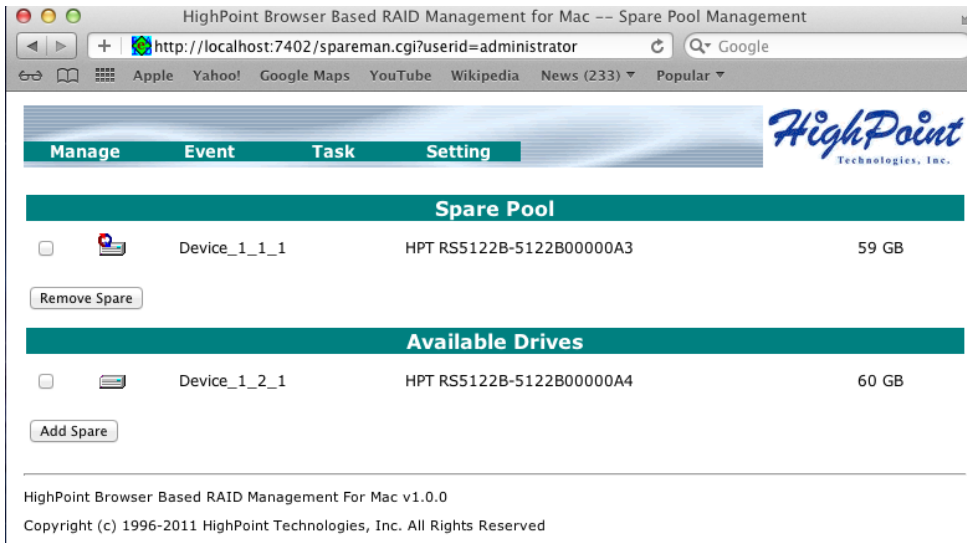 HighPoint Browser Based RAID Management for Mac -- Spare Pool Management
http://localhost:7402/spareman.cgi?userid=administrator
Google
Apple Yahoo! Google Maps YouTube Wikipedia News (233) Popular
HighPoint
Technologies, Inc.
Manage Event Task Setting
Spare Pool
Device_1_1_1 HPT RS5122B-5122B00000A3 59 GB
Remove Spare
Available Drives
Device_1_2_1 HPT RS5122B-5122B00000A4 60 GB
Add Spare
HighPoint Browser Based RAID Management For Mac v1.0.0
Copyright (c) 1996-2011 HighPoint Technologies, Inc. All Rights Reserved